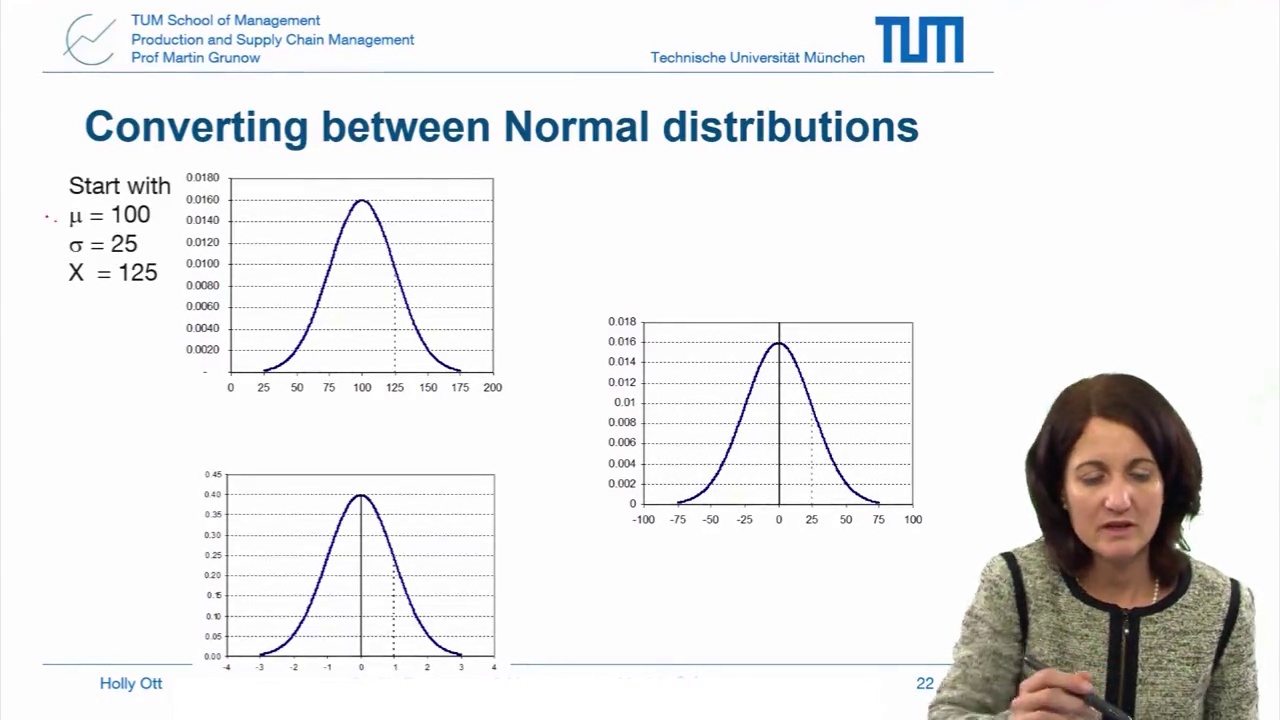 TUM School of Management
Production and Supply Chain Management
Prof Martin Grunow
Technische Universität München
TUM
Converting between Normal distributions
Start with
μ = 100
σ = 25
X = 125
0.0180
0.0160
0.0140
0.0120
0.0100
0.0080
0.0060
0.0040
0.0020
-
0 25 50 75 100 125 150 175 200
0.018
0.016
0.014
0.012
0.01
0.008
0.006
0.004
0.002
0
-100 -75 -50 -25 0 25 50 75 100
0.45
0.40
0.35
0.30
0.25
0.20
0.15
0.10
0.05
0.00
-4 -3 -2 -1 0 1 2 3 4
Holly Ott
22